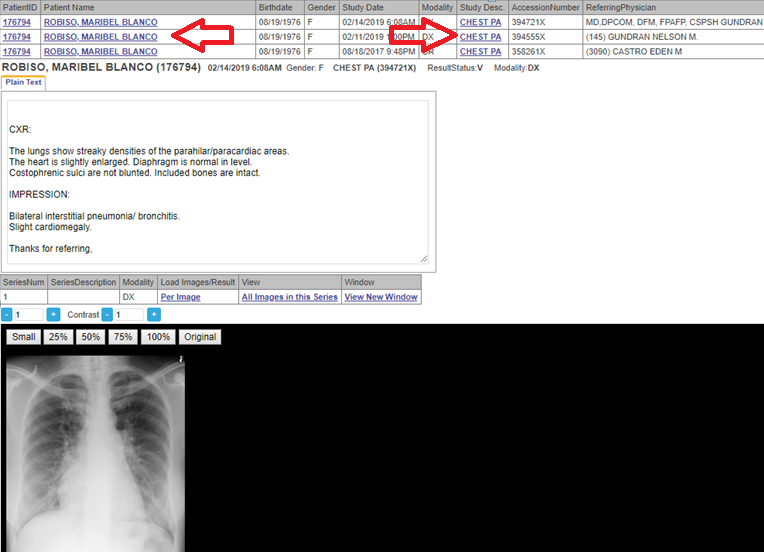 PatientID Patient Name Birthdate Gender Study Date Modality Study Desc. AccessionNumber ReferringPhysician
176794 ROBISO, MARIBEL BLANCO 08/19/1976 F 02/14/2019 6:08AM CHEST PA 394721X MD,DPCOM, DFM, FPAFP, CSPSH GUNDRAN
176794 ROBISO, MARIBEL BLANCO 08/19/1976 F 02/11/2019 DX CHEST PA 394555X (145) GUNDRAN NELSON M.
176794 ROBISO, MARIBEL BLANCO 08/19/1976 F 08/18/2017 9:48PM CHEST PA 358261X (3090) CASTRO EDEN M
ROBISO, MARIBEL BLANCO (176794) 02/14/2019 6:08AM Gender: F CHEST PA (394721X) ResultStatus:V Modality:DX
Plain Text
CXR:
The lungs show streaky densities of the parahilar/paracardiac areas.
The heart is slightly enlarged. Diaphragm is normal in level.
Costophrenic sulci are not blunted. Included bones are intact.
IMPRESSION:
Bilateral interstitial pneumonia/ bronchitis.
Slight cardiomegaly.
Thanks for referring,
SeriesNum SeriesDescription Modality Load Images/Result View Window
1 DX Per Image All Images in this Series View New Window
- 1 + Contrast - 1 +
Small 25% 50% 75% 100% Original